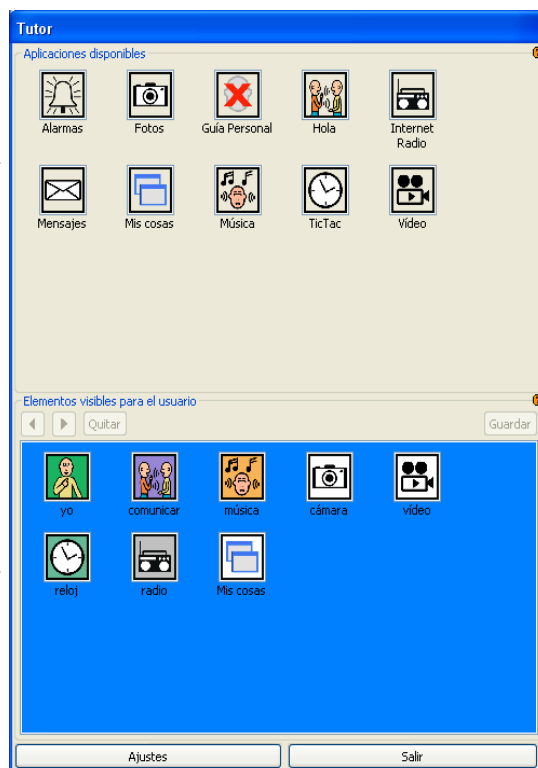 Tutor
Aplicaciones disponibles
Alarmas
Fotos
Guía Personal
Hola
Internet
Radio
Mensajes
Mis cosas
Música
TicTac
Vídeo
Elementos visibles para el usuario
Quitar
Guardar
yo
comunicar
música
cámara
vídeo
reloj
radio
Mis cosas
Ajustes
Salir